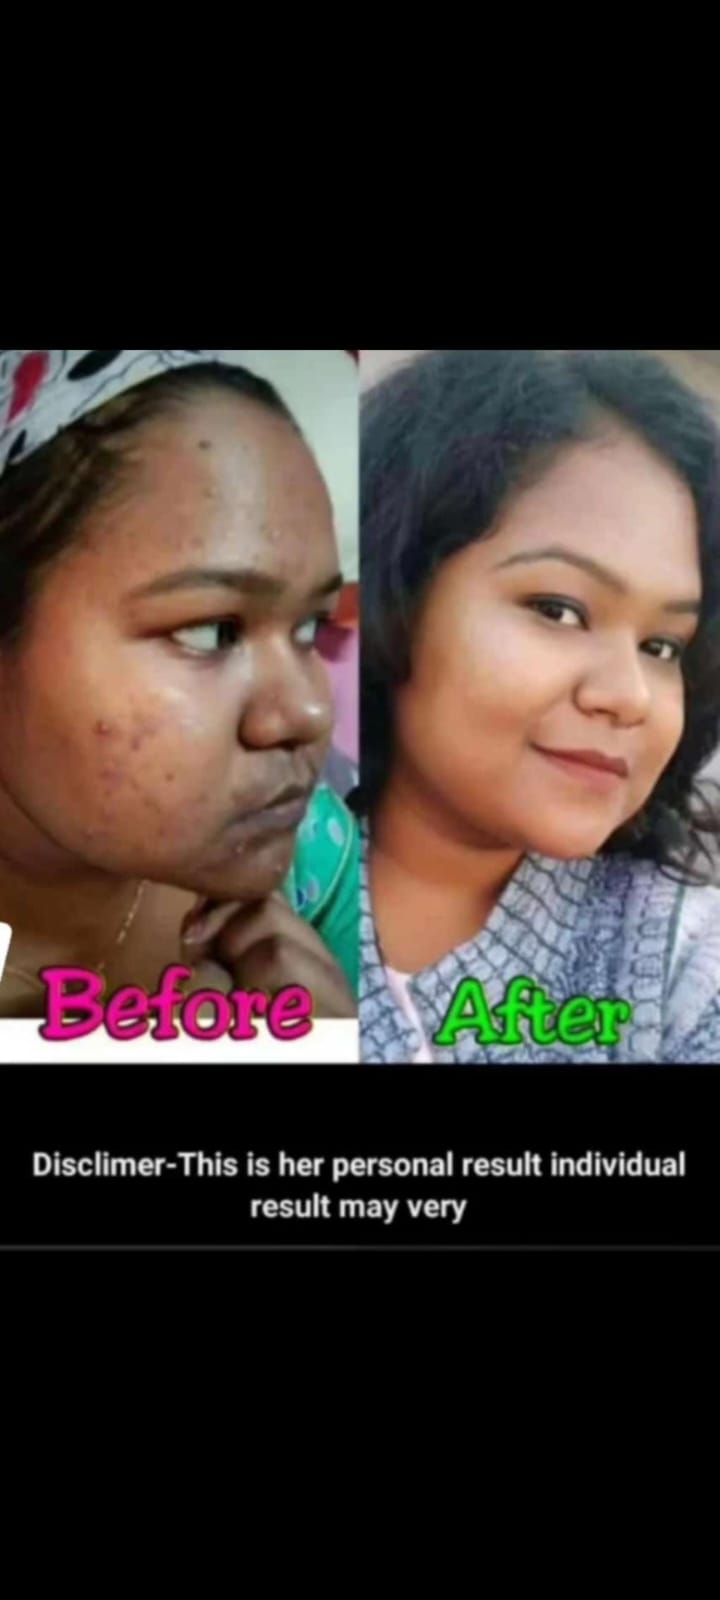 Before After
Disclimer-This is her personal result individual
result may very